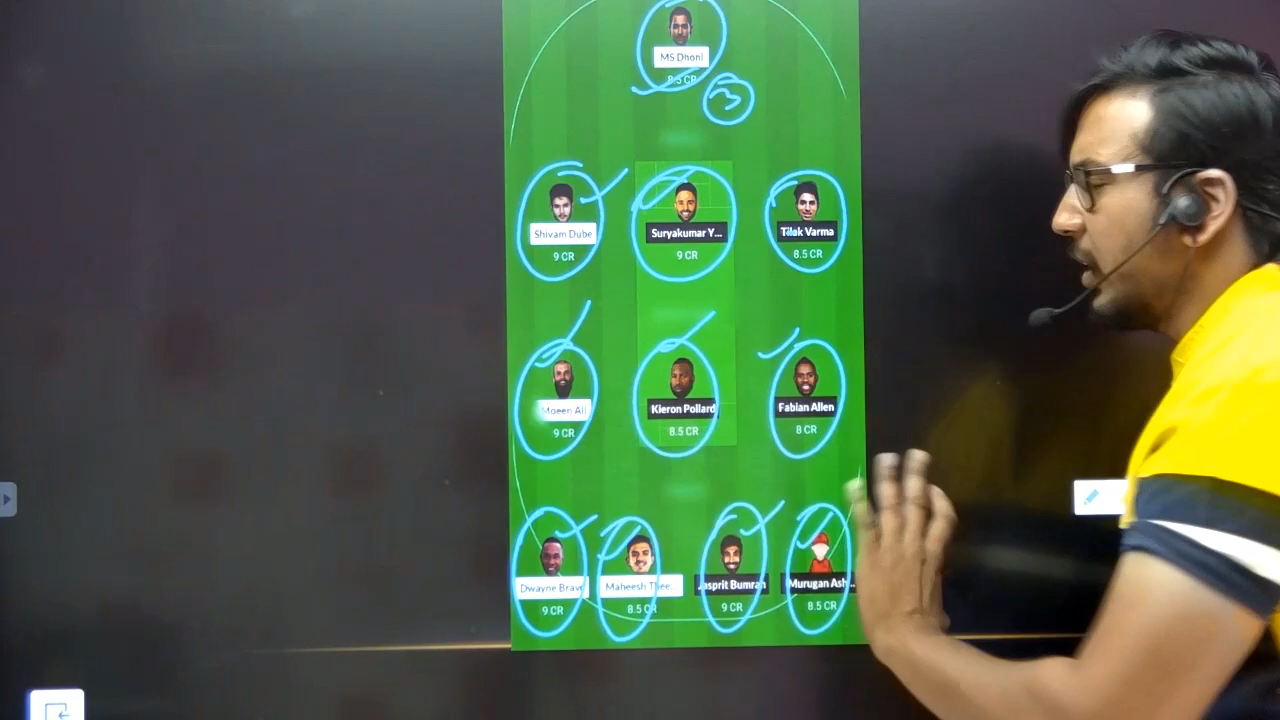 MS Dhoni
8.5 CR
3
Shivam Dube
Suryakumar Y...
Tilak Varma
9 CR
9 CR
8.5 CR
Moeen Ali
Kieron Pollard
Fabian Allen
9 CR
8.5 CR
8 CR
Dwayne Bravo
Maheesh Thee...
Jasprit Bumrah
Murugan Ash...
9 CR
8.5 CR
9 CR
8.5 CR